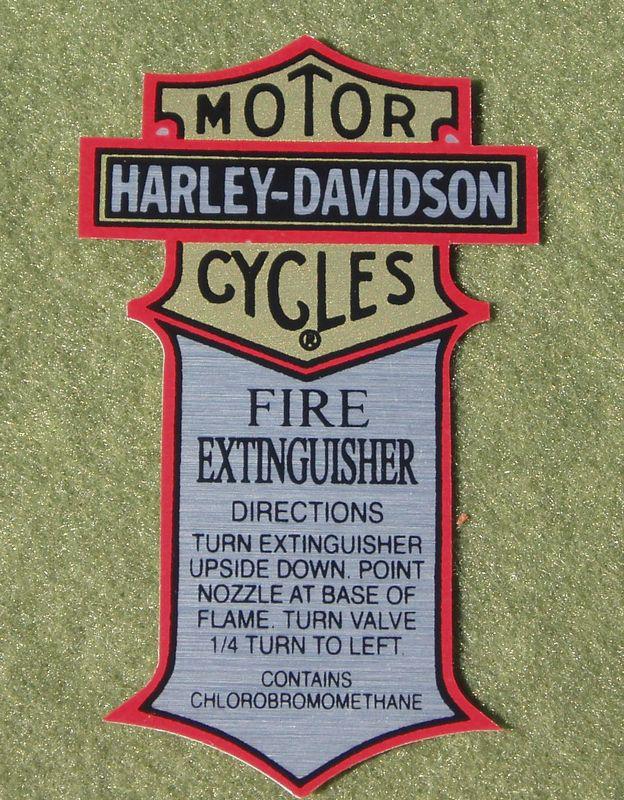 MOTOR
HARLEY-DAVIDSON
CYCLES
®
FIRE
EXTINGUISHER
DIRECTIONS
TURN EXTINGUISHER
UPSIDE DOWN. POINT
NOZZLE AT BASE OF
FLAME. TURN VALVE
1/4 TURN TO LEFT.
CONTAINS
CHLOROBROMOMETHANE